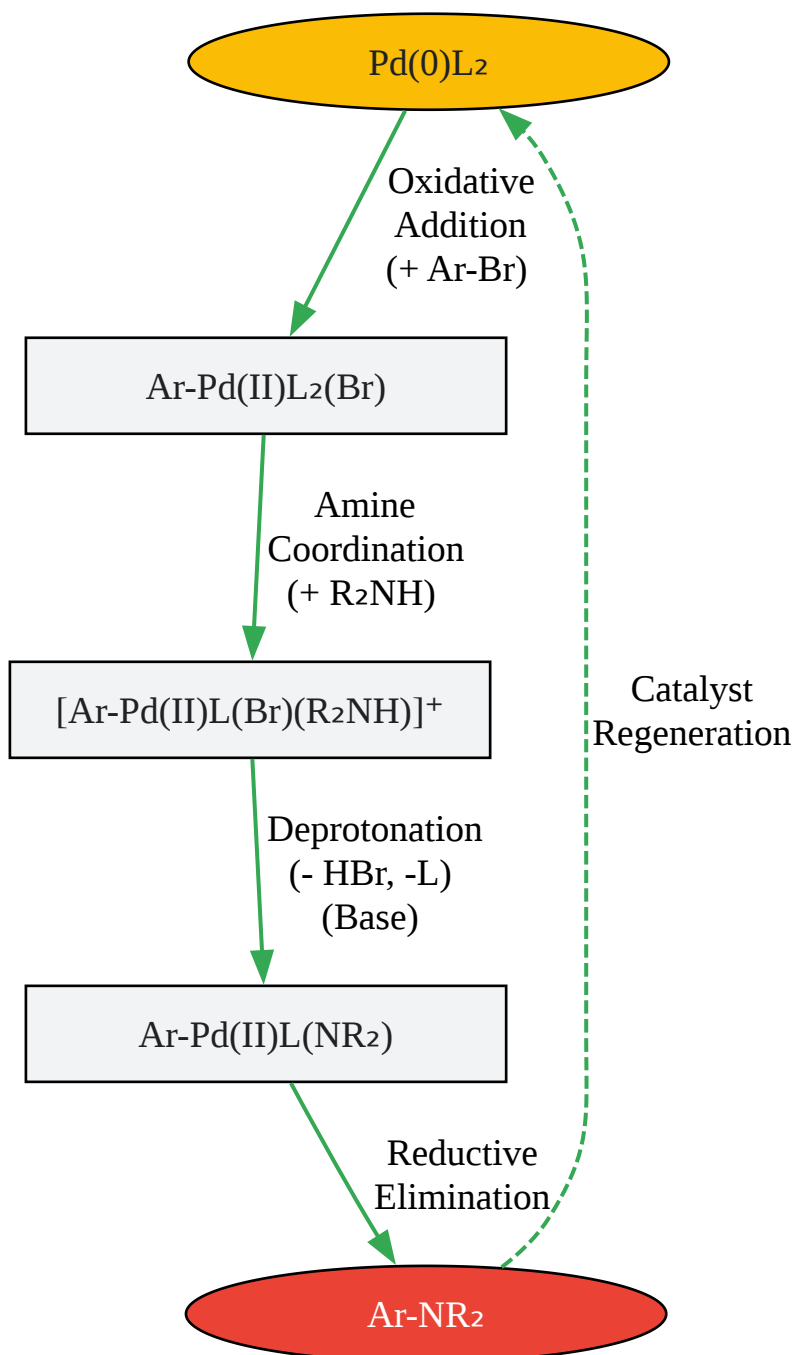 Pd(0)L₂
Oxidative
Addition
(+ Ar-Br)
Ar-Pd(II)L₂(Br)
Amine
Coordination
(+ R₂NH)
[Ar-Pd(II)L(Br)(R₂NH)]⁺
Catalyst
Regeneration
Deprotonation
(- HBr, -L)
(Base)
Ar-Pd(II)L(NR₂)
Reductive
Elimination
Ar-NR₂